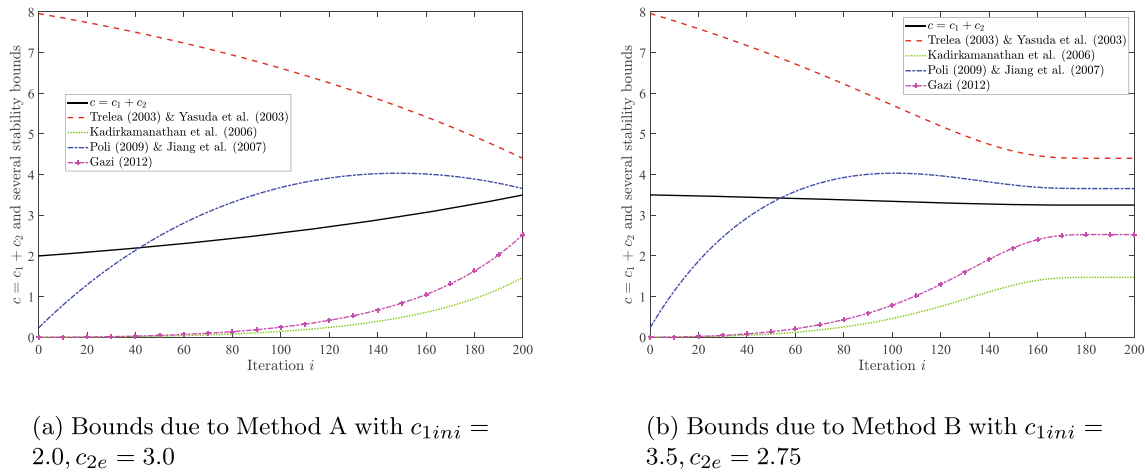 8
7
6
5
4
3
2
1
0
c = c₁ + c₂ and several stability bounds
c = c₁ + c₂
Trelea (2003) & Yasuda et al. (2003)
Kadirkamanathan et al. (2006)
Poli (2009) & Jiang et al. (2007)
Gazi (2012)
0 20 40 60 80 100 120 140 160 180 200
Iteration i
(a) Bounds due to Method A with c₁ᵢₙᵢ =
2.0, c₂ₑ = 3.0
8
7
6
5
4
3
2
1
0
c = c₁ + c₂ and several stability bounds
c = c₁ + c₂
Trelea (2003) & Yasuda et al. (2003)
Kadirkamanathan et al. (2006)
Poli (2009) & Jiang et al. (2007)
Gazi (2012)
0 20 40 60 80 100 120 140 160 180 200
Iteration i
(b) Bounds due to Method B with c₁ᵢₙᵢ =
3.5, c₂ₑ = 2.75